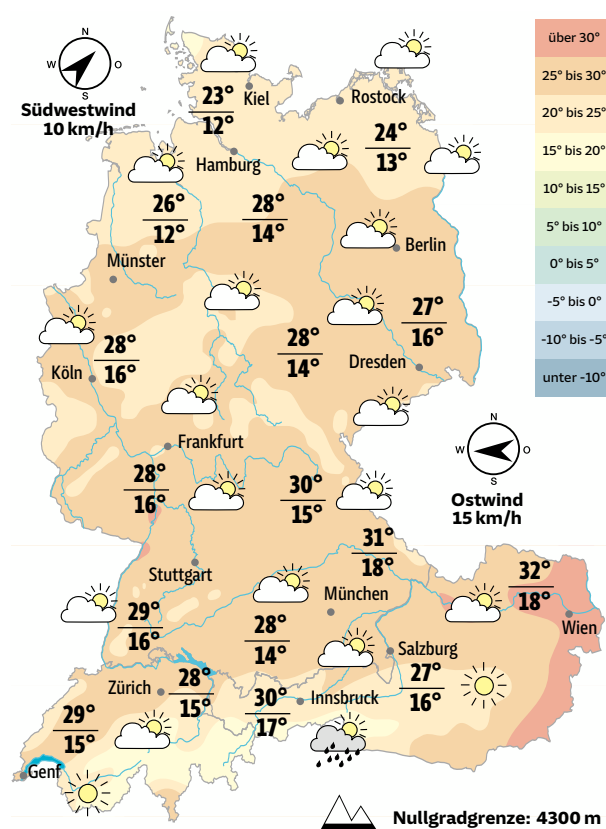 N
W O
S
Südwestwind
10 km/h
über 30°
25° bis 30°
20° bis 25°
15° bis 20°
10° bis 15°
5° bis 10°
0° bis 5°
-5° bis 0°
-10° bis -5°
unter -10°
23°
12°
Kiel
Rostock
24°
13°
Hamburg
26°
12°
28°
14°
Berlin
Münster
27°
16°
28°
16°
Köln
28°
14°
Dresden
Frankfurt
N
W O
S
Ostwind
15 km/h
28°
16°
30°
15°
31°
18°
32°
18°
Stuttgart
München
Wien
29°
16°
28°
14°
Salzburg
27°
16°
Zürich
28°
15°
30°
17°
Innsbruck
29°
15°
Genf
Nullgradgrenze: 4300 m